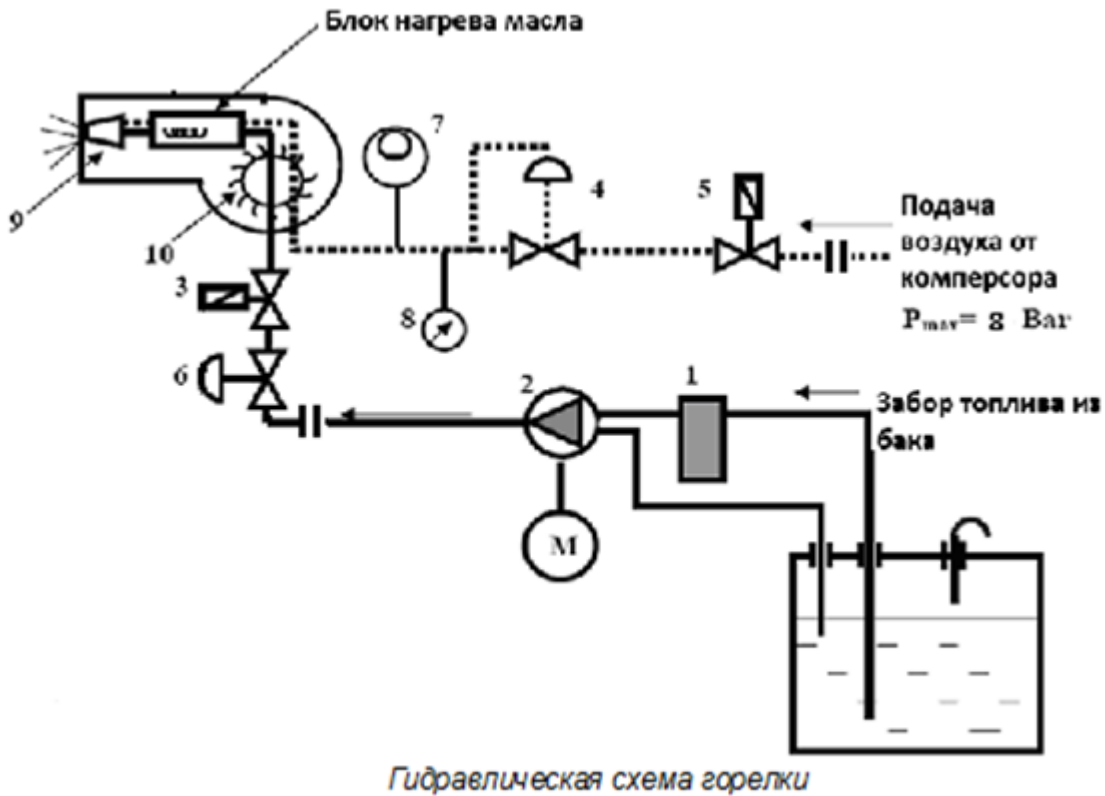 Блок нагрева масла
7
4
5
Подача
воздуха от
комперсора
Pmax= 8 Bar
9
10
3
8
6
2
1
Забор топлива из
бака
M
Гидравлическая схема горелки